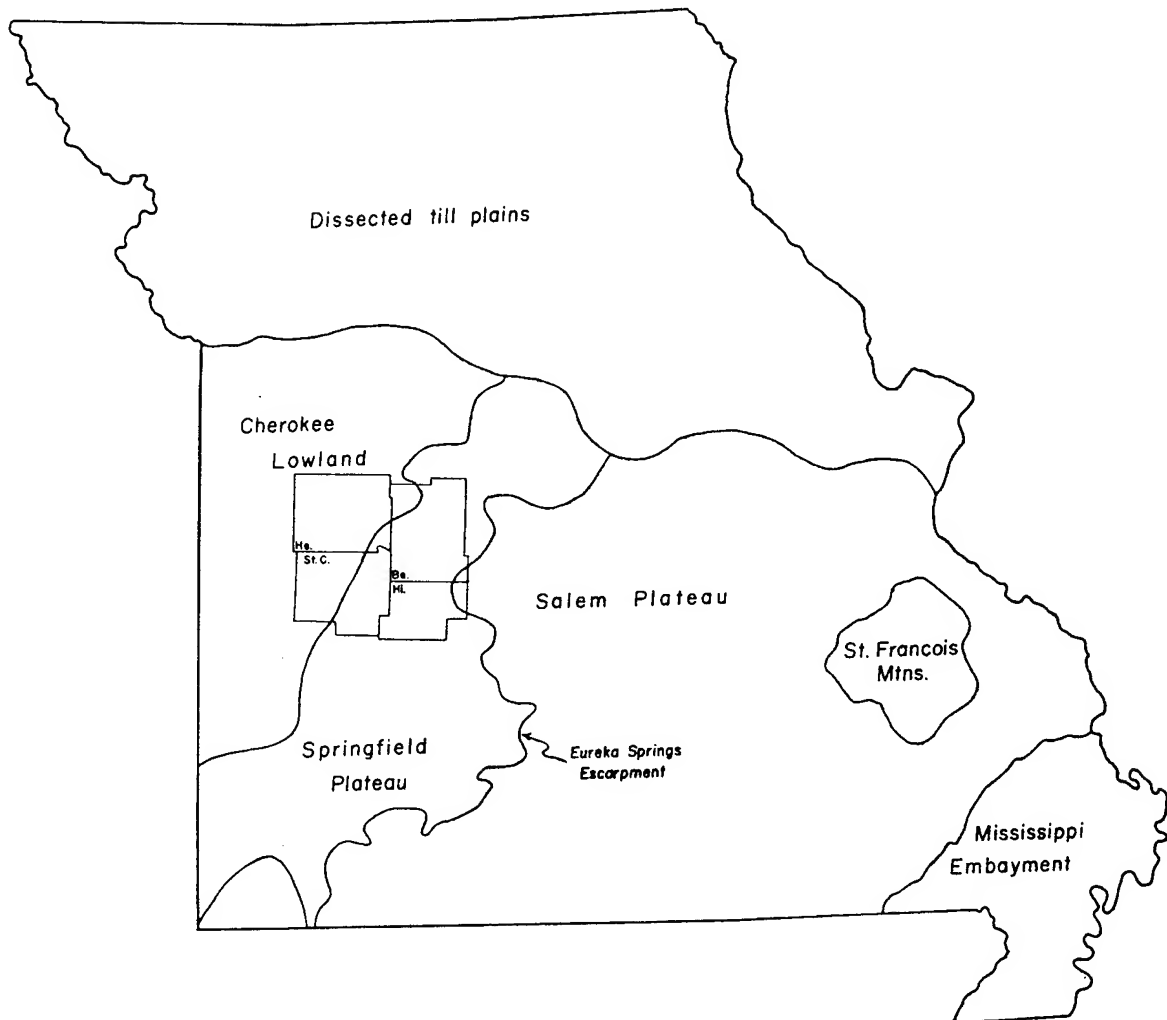 Dissected till plains
Cherokee
Lowland
He.
St. C.
Be.
Hi.
Salem Plateau
St. Francois
Mtns.
Springfield
Plateau
Eureka Springs
Escarpment
Mississippi
Embayment